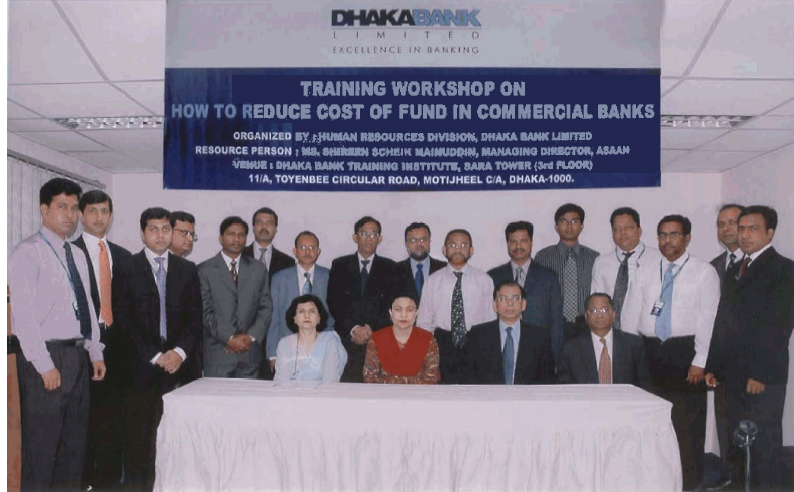 DHAKABANK
LIMITED
EXCELLENCE IN BANKING
TRAINING WORKSHOP ON
HOW TO REDUCE COST OF FUND IN COMMERCIAL BANKS
ORGANIZED BY : HUMAN RESOURCES DIVISION, DHAKA BANK LIMITED
RESOURCE PERSON : MS. SHIREEN SCHEIK MAINUDDIN, MANAGING DIRECTOR, ASAAN
VENUE : DHAKA BANK TRAINING INSTITUTE, SARA TOWER (3rd FLOOR)
11/A, TOYENBEE CIRCULAR ROAD, MOTIJHEEL C/A, DHAKA-1000.